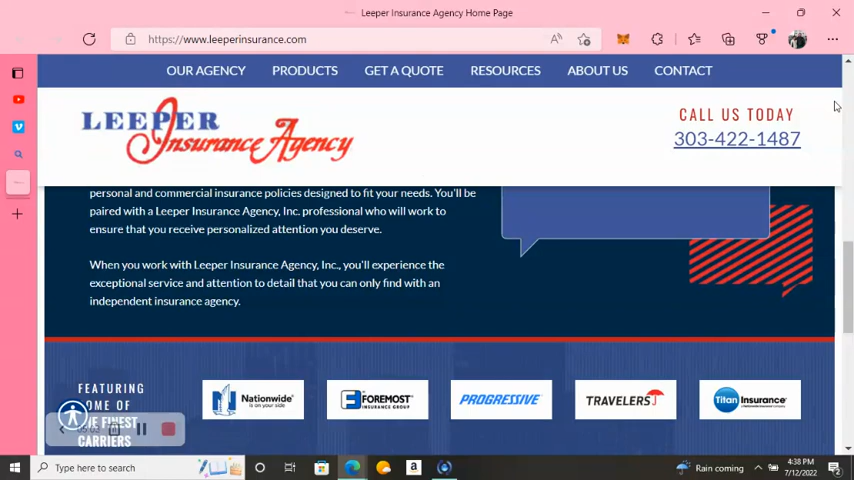 Leeper Insurance Agency Home Page
https://www.leeperinsurance.com
OUR AGENCY PRODUCTS GET A QUOTE RESOURCES ABOUT US CONTACT
LEEPER
Insurance Agency
CALL US TODAY
303-422-1487
personal and commercial insurance policies designed to fit your needs. You'll be
paired with a Leeper Insurance Agency, Inc. professional who will work to
ensure that you receive personalized attention you deserve.
When you work with Leeper Insurance Agency, Inc., you'll experience the
exceptional service and attention to detail that you can only find with an
independent insurance agency.
FEATURING
OME OF
HE FINEST
CARRIERS
Nationwide
is on your side
FOREMOST
INSURANCE GROUP
PROGRESSIVE
TRAVELERS
Titan Insurance
Type here to search
Rain coming
4:38 PM
7/12/2022